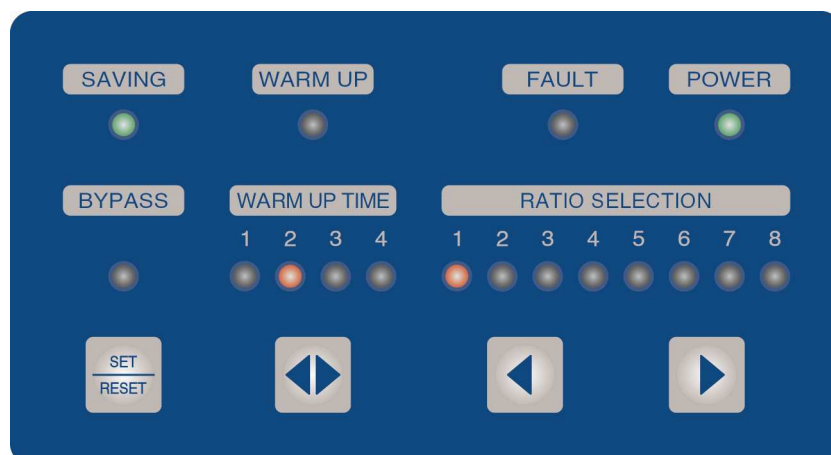 SAVING WARM UP FAULT POWER
BYPASS WARM UP TIME RATIO SELECTION
1 2 3 4 1 2 3 4 5 6 7 8
SET
RESET